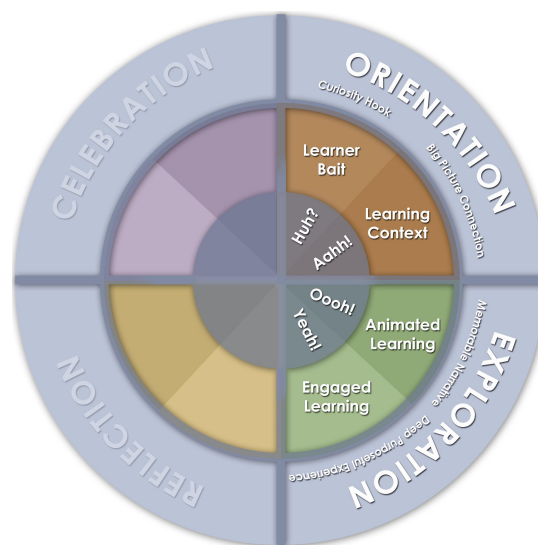 CELEBRATION
ORIENTATION
Curiosity Hook
Big Picture Connection
Learner
Bait
Learning
Context
Huh?
Aahh!
Oooh!
Yeah!
Animated
Learning
Engaged
Learning
Memorable Narrative
Deep Purposeful Experience
EXPLORATION
REFLECTION